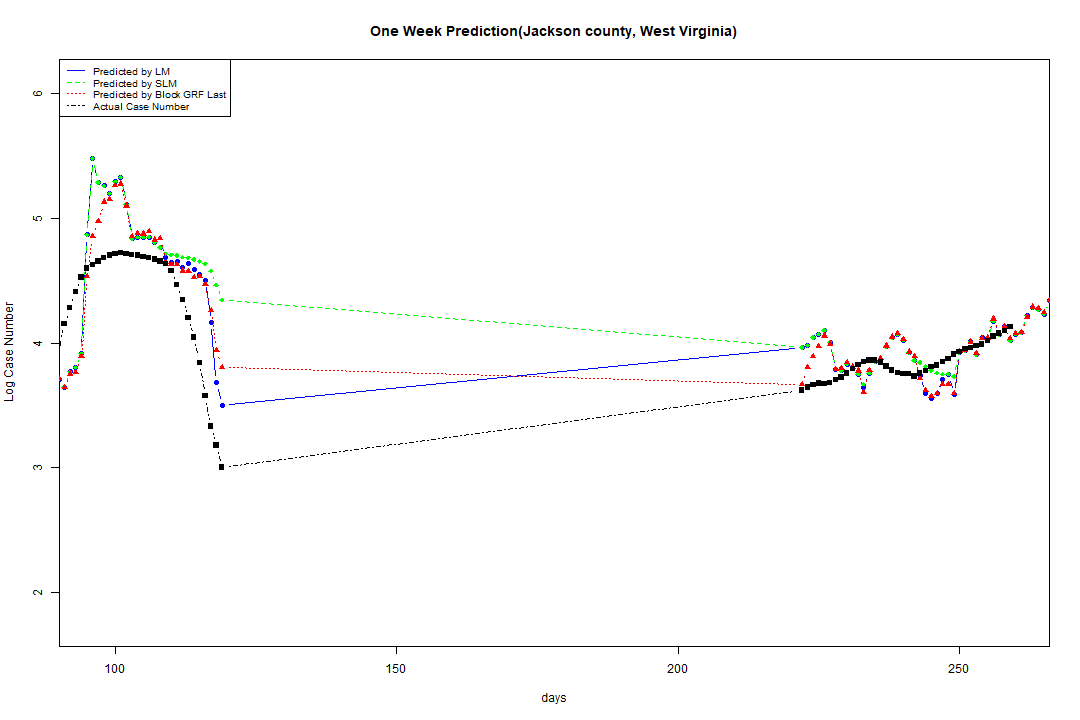 One Week Prediction(Jackson county, West Virginia)
Predicted by LM
Predicted by SLM
Predicted by Block GRF Last
Actual Case Number
6
5
4
3
2
Log Case Number
100 150 200 250
days